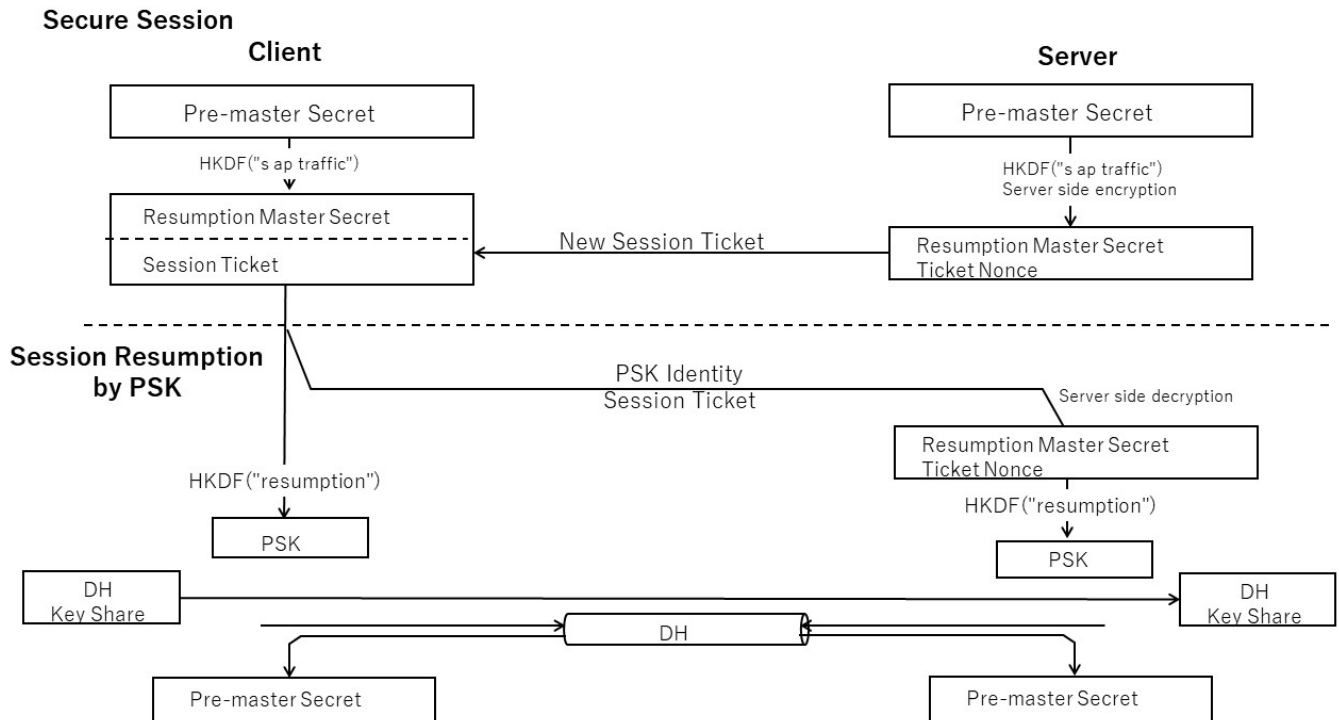 Secure Session
Client
Server
Pre-master Secret
Pre-master Secret
HKDF("s ap traffic")
HKDF("s ap traffic")
Server side encryption
Resumption Master Secret
Session Ticket
New Session Ticket
Resumption Master Secret
Ticket Nonce
Session Resumption
by PSK
PSK Identity
Session Ticket
Server side decryption
Resumption Master Secret
Ticket Nonce
HKDF("resumption")
HKDF("resumption")
PSK
PSK
DH
Key Share
DH
Key Share
DH
Pre-master Secret
Pre-master Secret